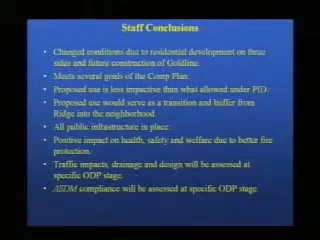 Staff Conclusions
• Changed conditions due to residential development on three
sides and future construction of Goldline.
• Meets several goals of the Comp Plan.
• Proposed use is less impactive than what allowed under PID.
• Proposed use would serve as a transition and buffer from
Ridge into the neighborhood.
• All public infrastructure in place.
• Positive impact on health, safety and welfare due to better fire
protection.
• Traffic impacts, drainage and design will be assessed at
specific ODP stage.
• ASDM compliance will be assessed at specific ODP stage